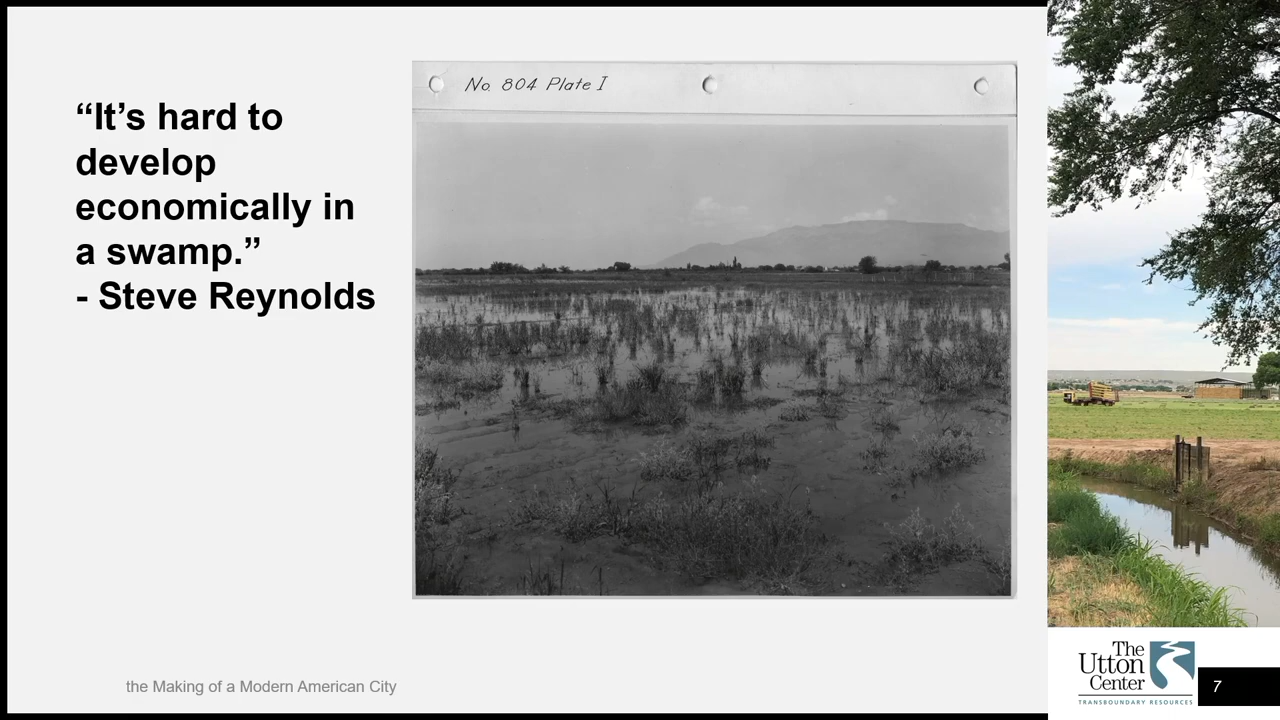 “It’s hard to
develop
economically in
a swamp.”
- Steve Reynolds
No. 804 Plate I
the Making of a Modern American City
The
Utton
Center
TRANSBOUNDARY RESOURCES
7